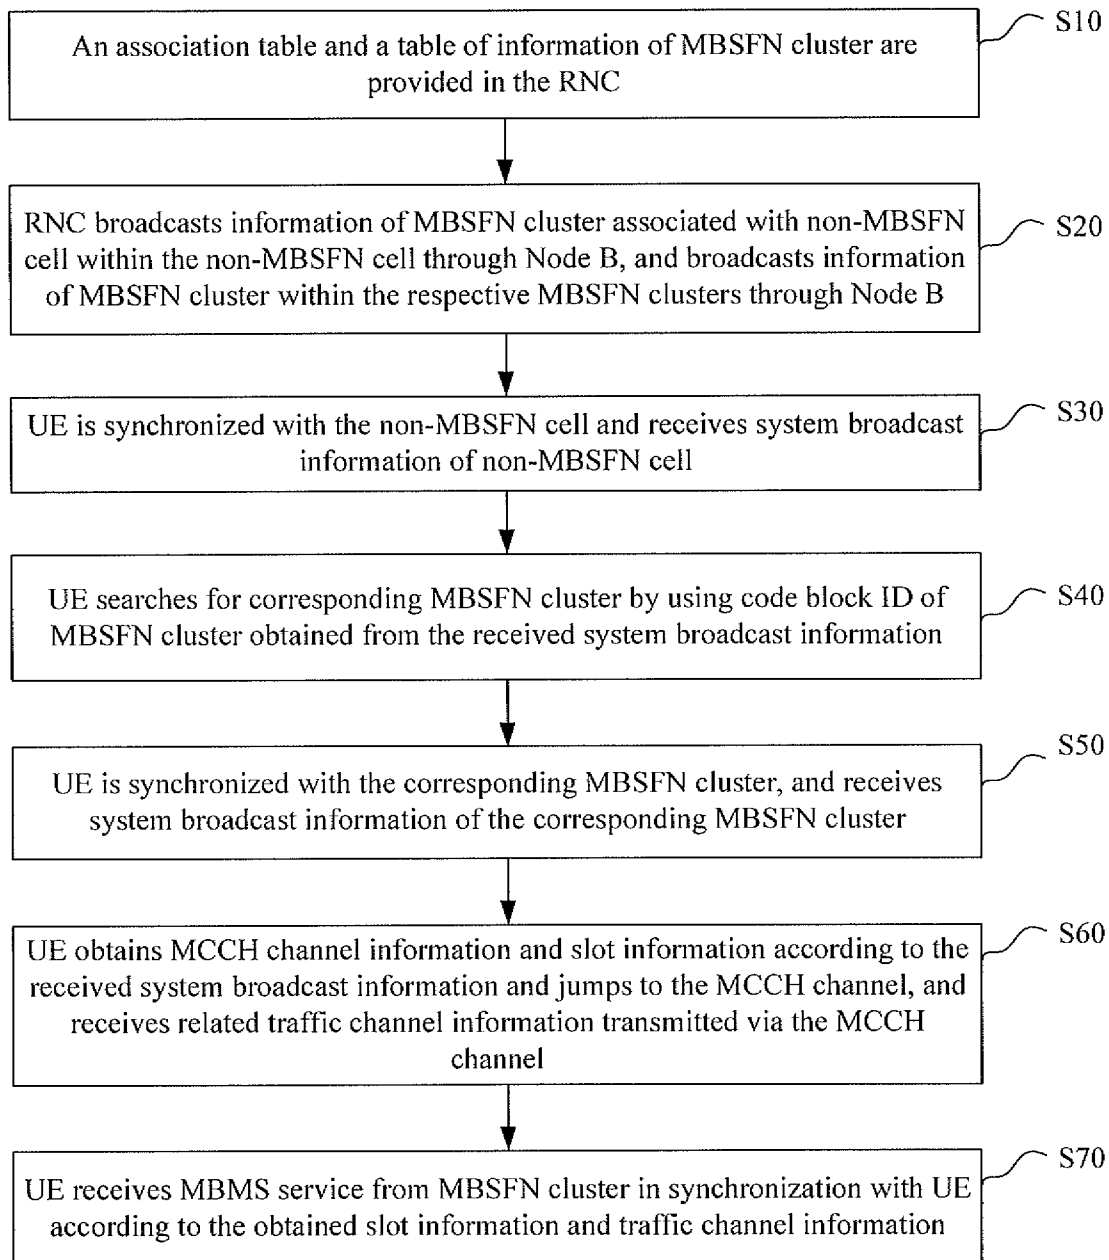 An association table and a table of information of MBSFN cluster are
provided in the RNC
S10
RNC broadcasts information of MBSFN cluster associated with non-MBSFN
cell within the non-MBSFN cell through Node B, and broadcasts information
of MBSFN cluster within the respective MBSFN clusters through Node B
S20
UE is synchronized with the non-MBSFN cell and receives system broadcast
information of non-MBSFN cell
S30
UE searches for corresponding MBSFN cluster by using code block ID of
MBSFN cluster obtained from the received system broadcast information
S40
UE is synchronized with the corresponding MBSFN cluster, and receives
system broadcast information of the corresponding MBSFN cluster
S50
UE obtains MCCH channel information and slot information according to the
received system broadcast information and jumps to the MCCH channel, and
receives related traffic channel information transmitted via the MCCH
channel
S60
UE receives MBMS service from MBSFN cluster in synchronization with UE
according to the obtained slot information and traffic channel information
S70